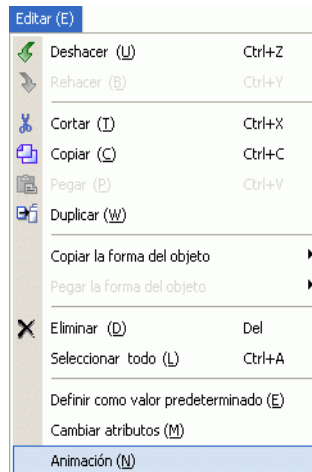 Editar (E)
Deshacer (U) Ctrl+Z
Rehacer (B) Ctrl+Y
Cortar (T) Ctrl+X
Copiar (C) Ctrl+C
Pegar (P) Ctrl+V
Duplicar (W)
Copiar la forma del objeto
Pegar la forma del objeto
Eliminar (D) Del
Seleccionar todo (L) Ctrl+A
Definir como valor predeterminado (E)
Cambiar atributos (M)
Animación (N)